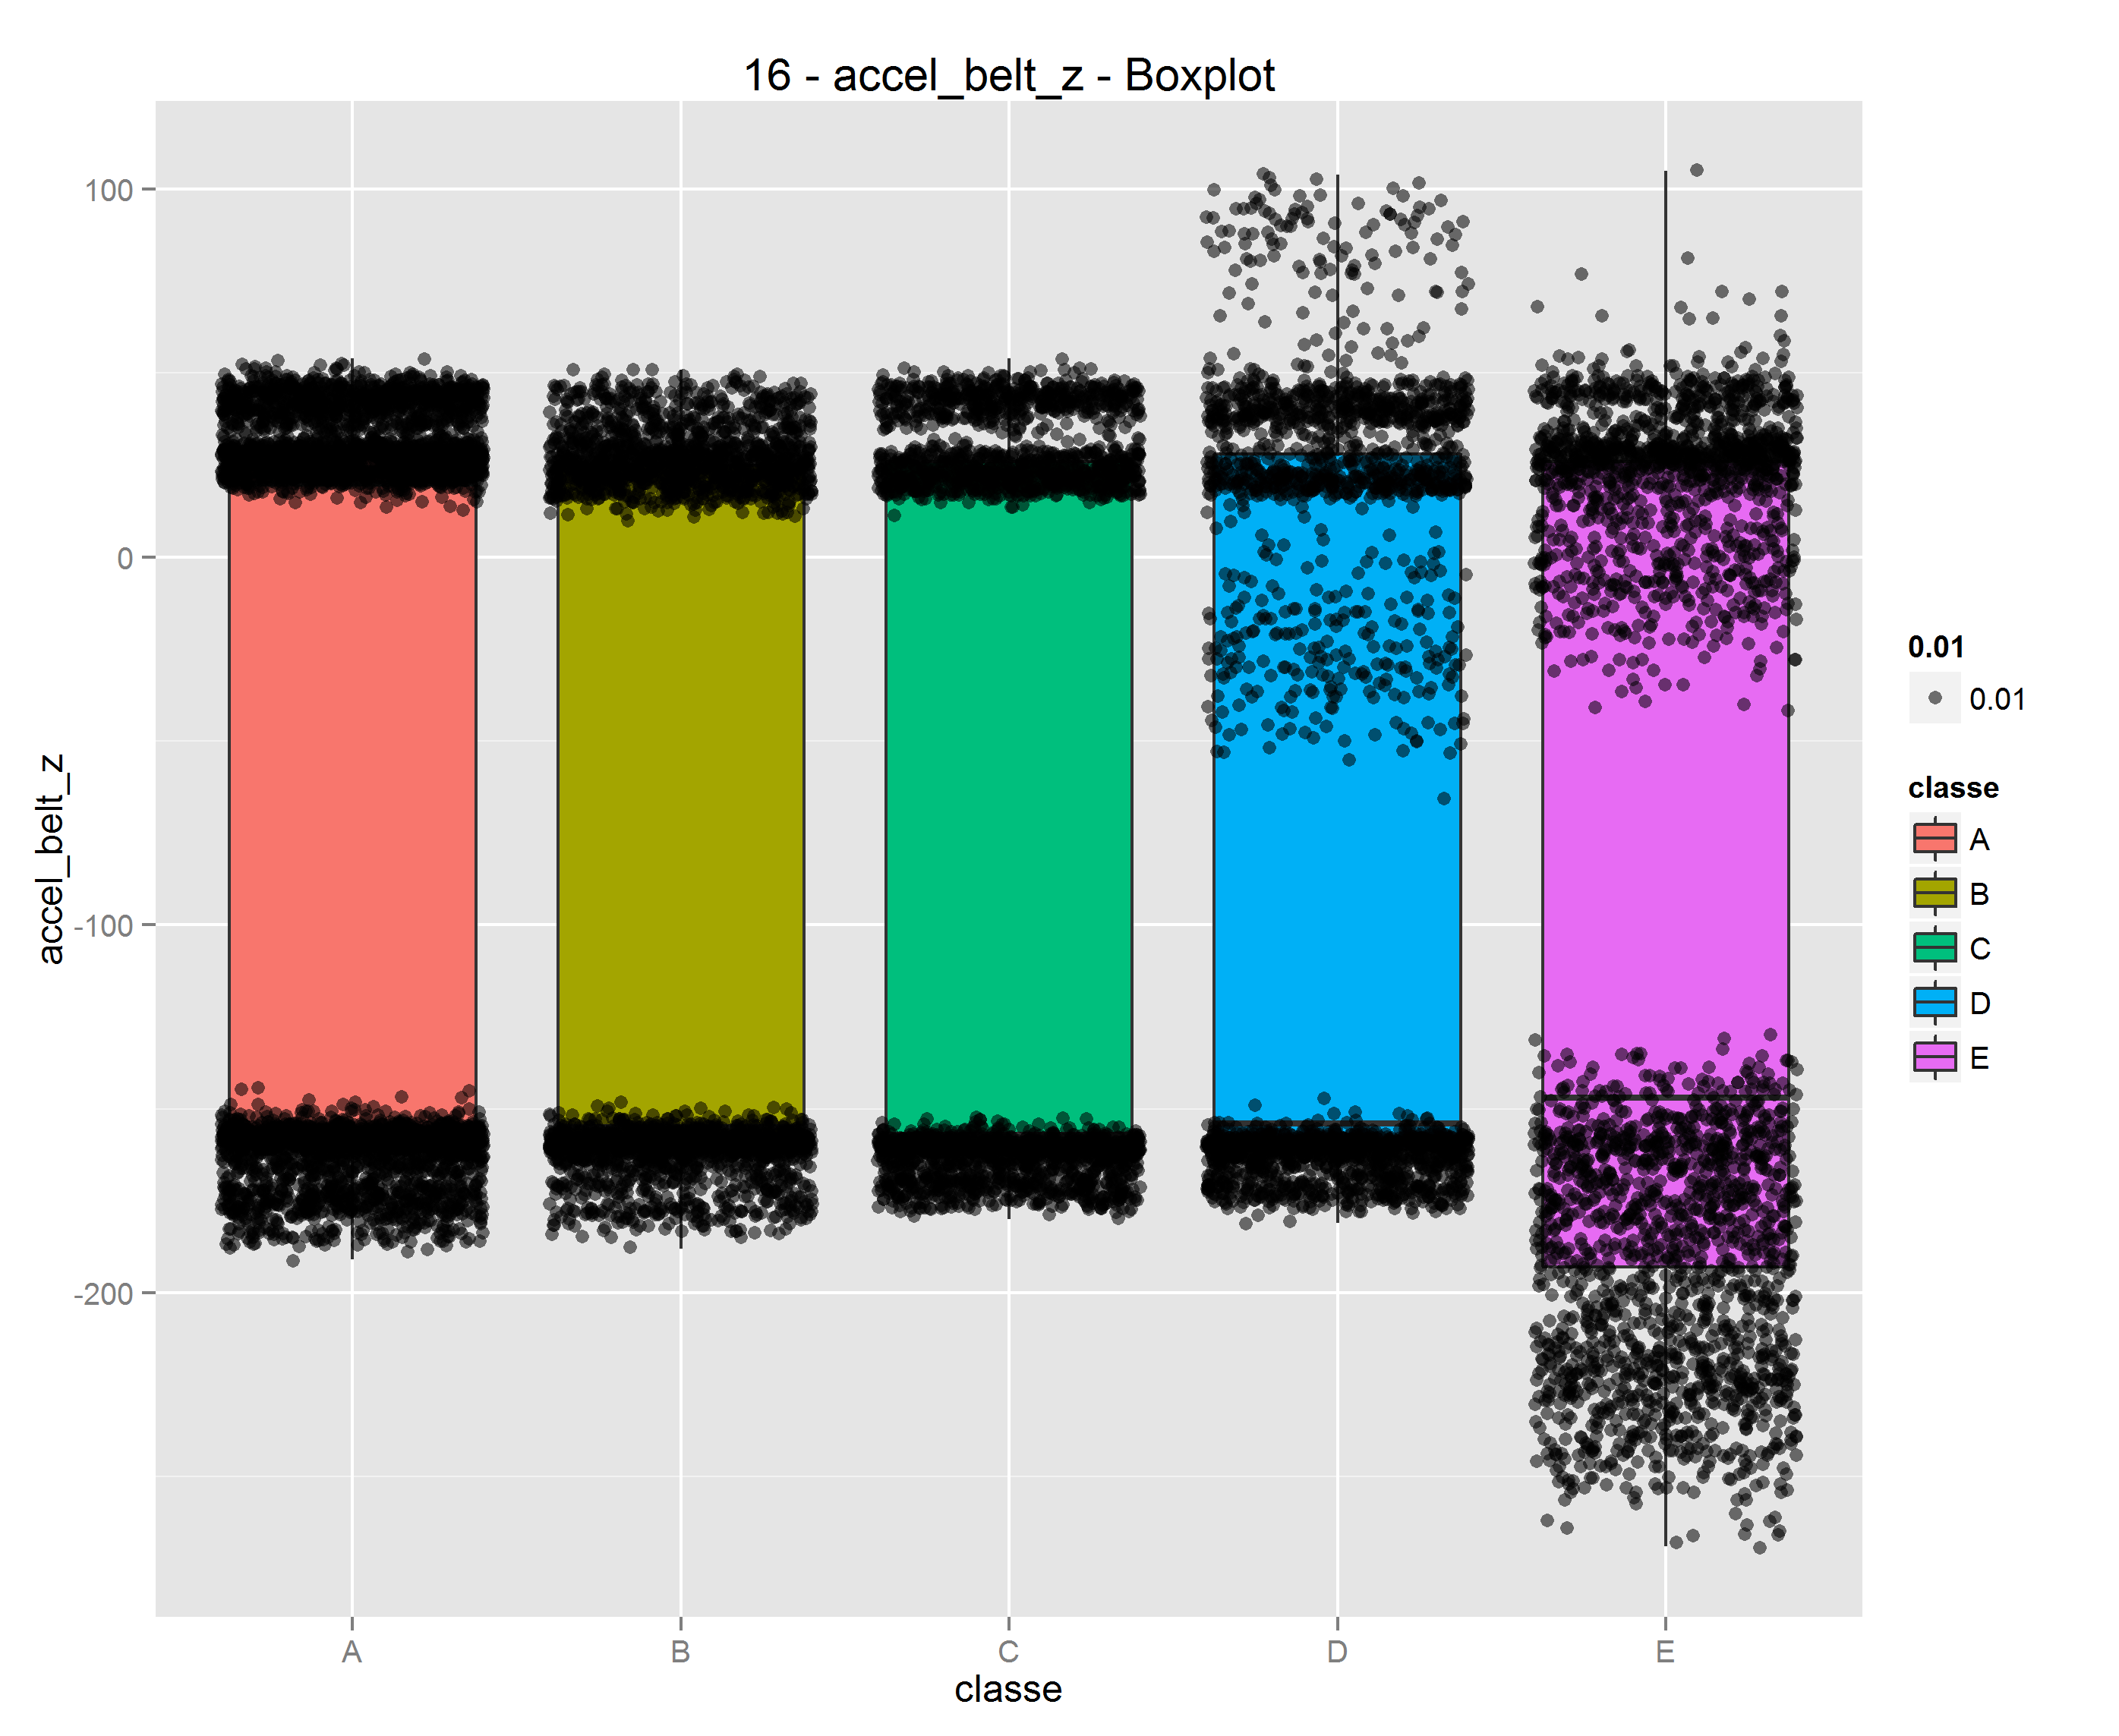 16 - accel_belt_z - Boxplot
100
0
-100
-200
accel_belt_z
A
B
C
D
E
classe
0.01
0.01
classe
A
B
C
D
E